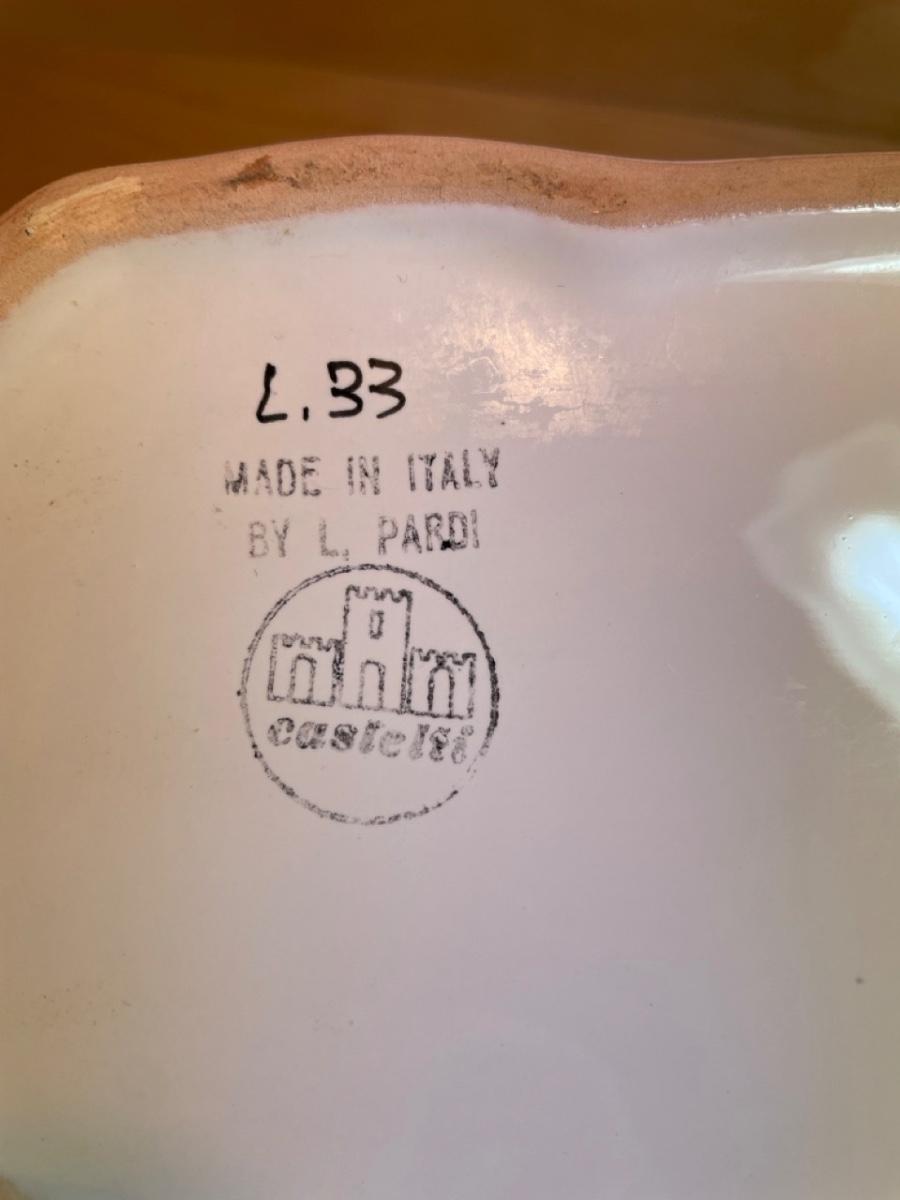 L.33
MADE IN ITALY
BY L. PARDI
castelli